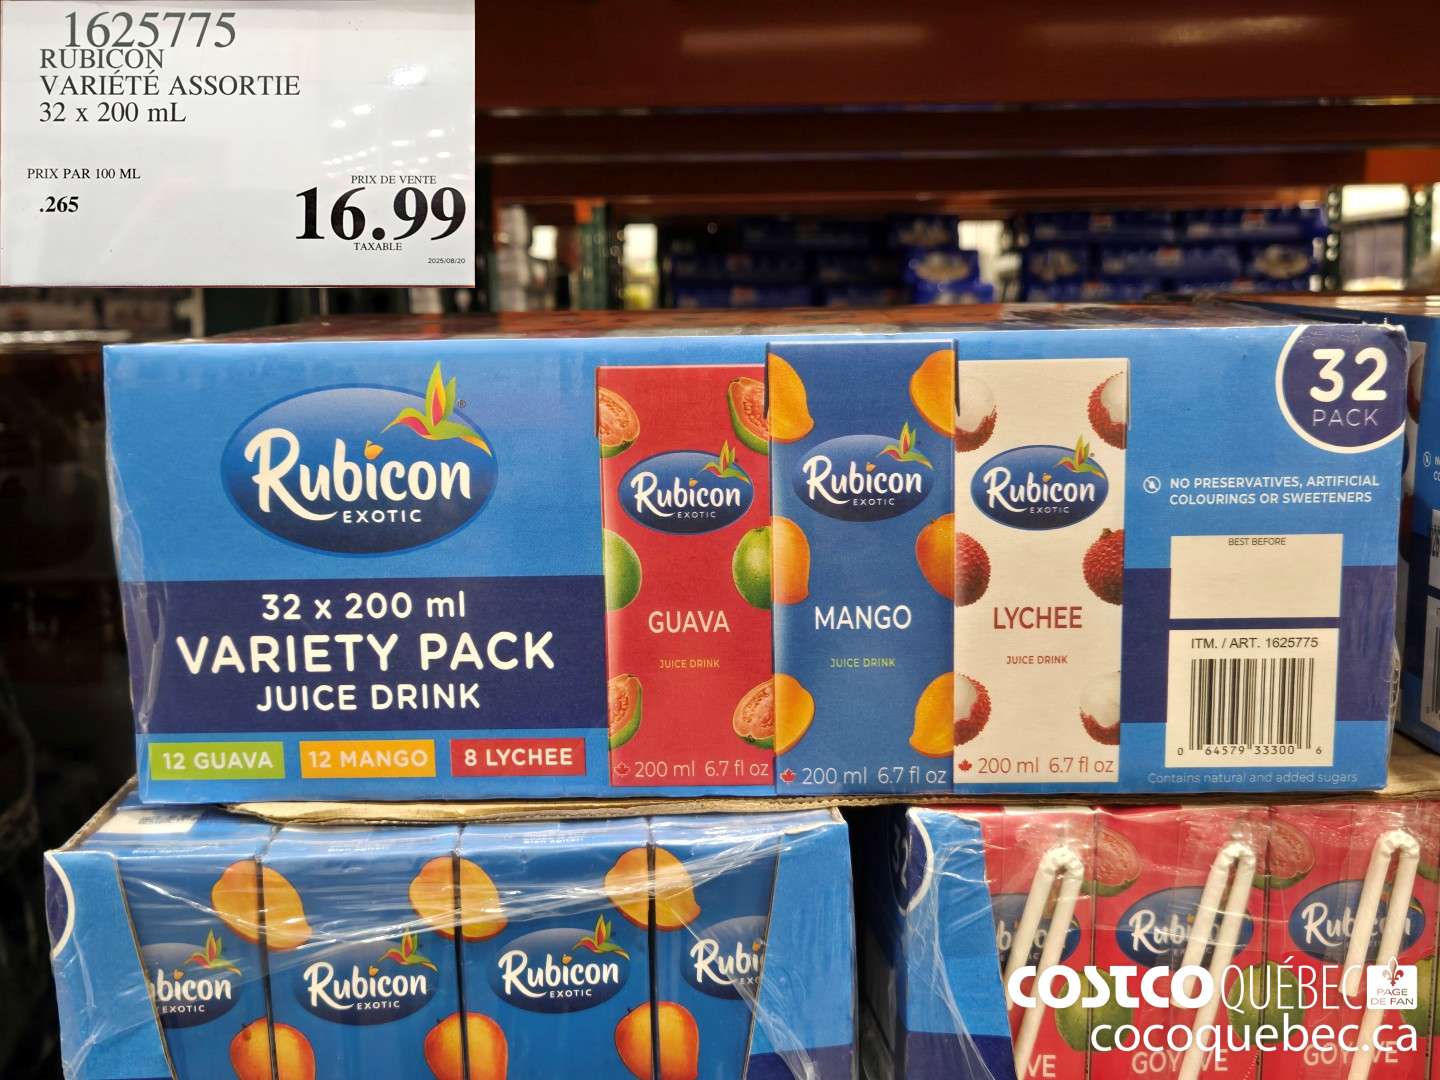 1625775
RUBICON
VARIÉTÉ ASSORTIE
32 x 200 mL
PRIX PAR 100 ML
.265
PRIX DE VENTE
16.99
TAXABLE
2025/08/20
32
PACK
Rubicon
EXOTIC
32 x 200 ml
VARIETY PACK
JUICE DRINK
12 GUAVA
12 MANGO
8 LYCHEE
Rubicon
EXOTIC
GUAVA
JUICE DRINK
200 ml 6.7 fl oz
Rubicon
EXOTIC
MANGO
JUICE DRINK
200 ml 6.7 fl oz
Rubicon
EXOTIC
LYCHEE
JUICE DRINK
200 ml 6.7 fl oz
NO PRESERVATIVES, ARTIFICIAL
COLOURINGS OR SWEETENERS
BEST BEFORE
ITM. / ART. 1625775
0 64579 33300 6
Contains natural and added sugars
Rubicon
EXOTIC
Rubicon
EXOTIC
Rubicon
EXOTIC
COSTCO QUÉBEC
PAGE
DE FAN
cocoquebec.ca